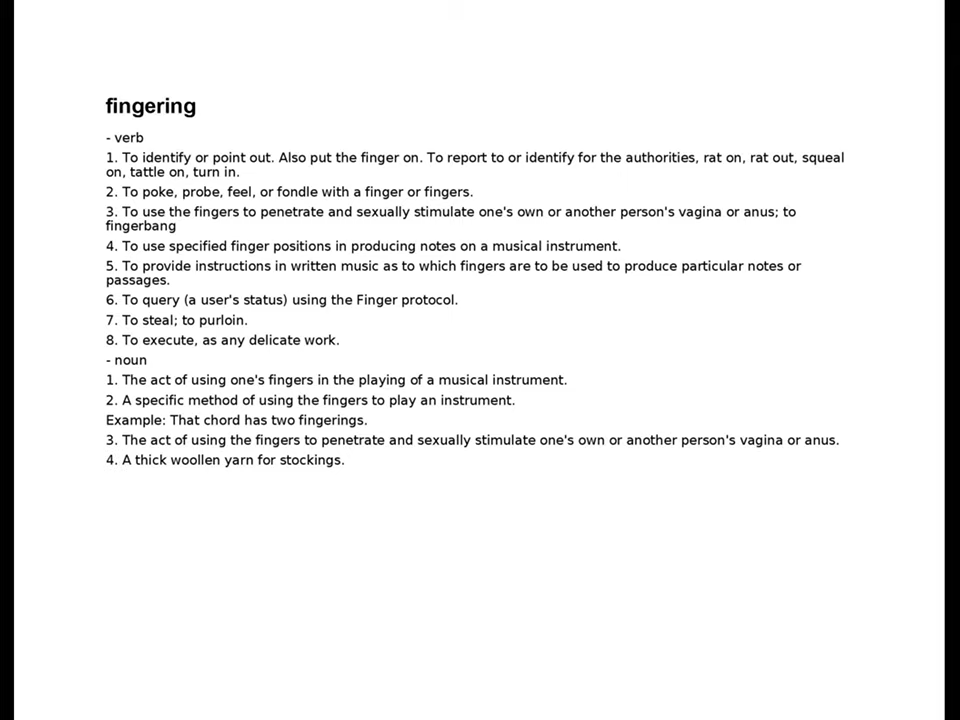 fingering
- verb
1. To identify or point out. Also put the finger on. To report to or identify for the authorities, rat on, rat out, squeal
on, tattle on, turn in.
2. To poke, probe, feel, or fondle with a finger or fingers.
3. To use the fingers to penetrate and sexually stimulate one's own or another person's vagina or anus; to
fingerbang
4. To use specified finger positions in producing notes on a musical instrument.
5. To provide instructions in written music as to which fingers are to be used to produce particular notes or
passages.
6. To query (a user's status) using the Finger protocol.
7. To steal; to purloin.
8. To execute, as any delicate work.
- noun
1. The act of using one's fingers in the playing of a musical instrument.
2. A specific method of using the fingers to play an instrument.
Example: That chord has two fingerings.
3. The act of using the fingers to penetrate and sexually stimulate one's own or another person's vagina or anus.
4. A thick woollen yarn for stockings.